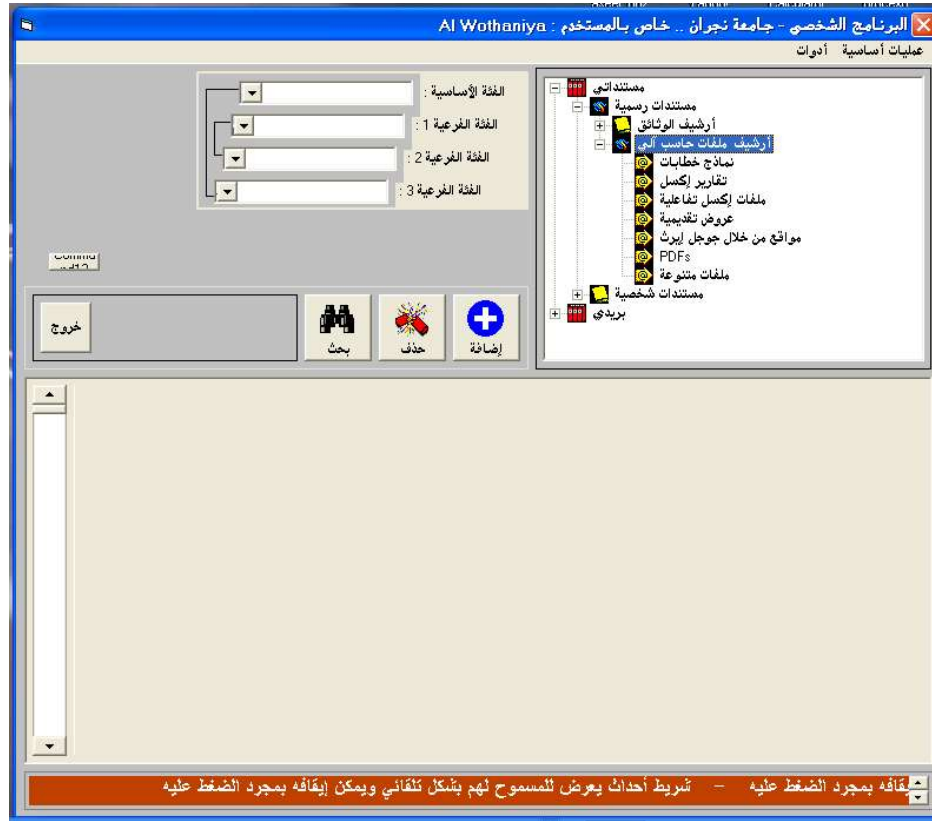 البرنامج الشخصي - جامعة نجران .. خاص بالمستخدم : Al Wothaniya
عمليات أساسية أدوات
مستنداتي
مستندات رسمية
أرشيف الوثائق
أرشيف ملفات حاسب آلي
نماذج خطابات
تقارير إكسل
ملفات إكسل تفاعلية
عروض تقديمية
مواقع من خلال جوجل إيرث
PDFs
ملفات متنوعة
مستندات شخصية
بريدي
الفئة الأساسية :
الفئة الفرعية 1 :
الفئة الفرعية 2 :
الفئة الفرعية 3 :
إضافة
حذف
بحث
خروج
إيقافه بمجرد الضغط عليه – شريط أحداث يعرض للمسموح لهم بشكل تلقائي ويمكن إيقافه بمجرد الضغط عليه